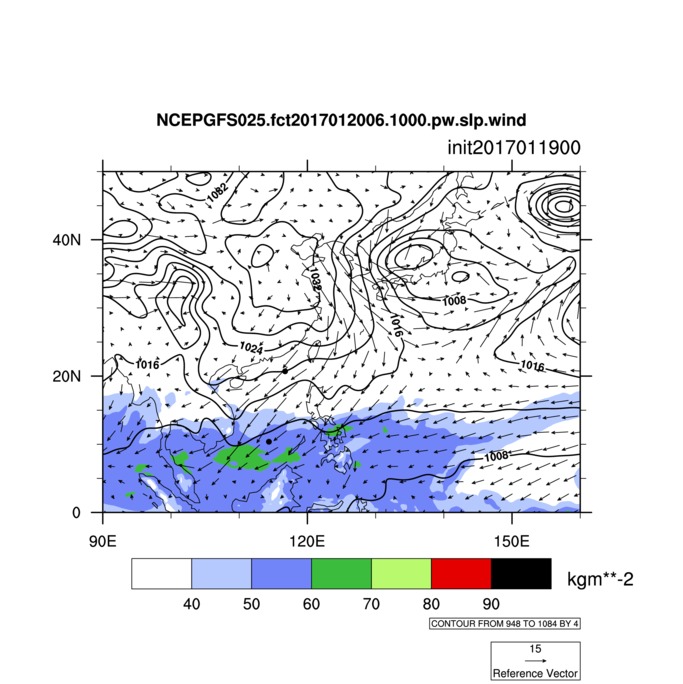 NCEPGFS025.fct2017012006.1000.pw.slp.wind
init2017011900
1032
40N
1032
1008
1016
1024
1016
1016
20N
1008
0
90E 120E 150E
40 50 60 70 80 90
kgm**-2
CONTOUR FROM 948 TO 1084 BY 4
15
Reference Vector